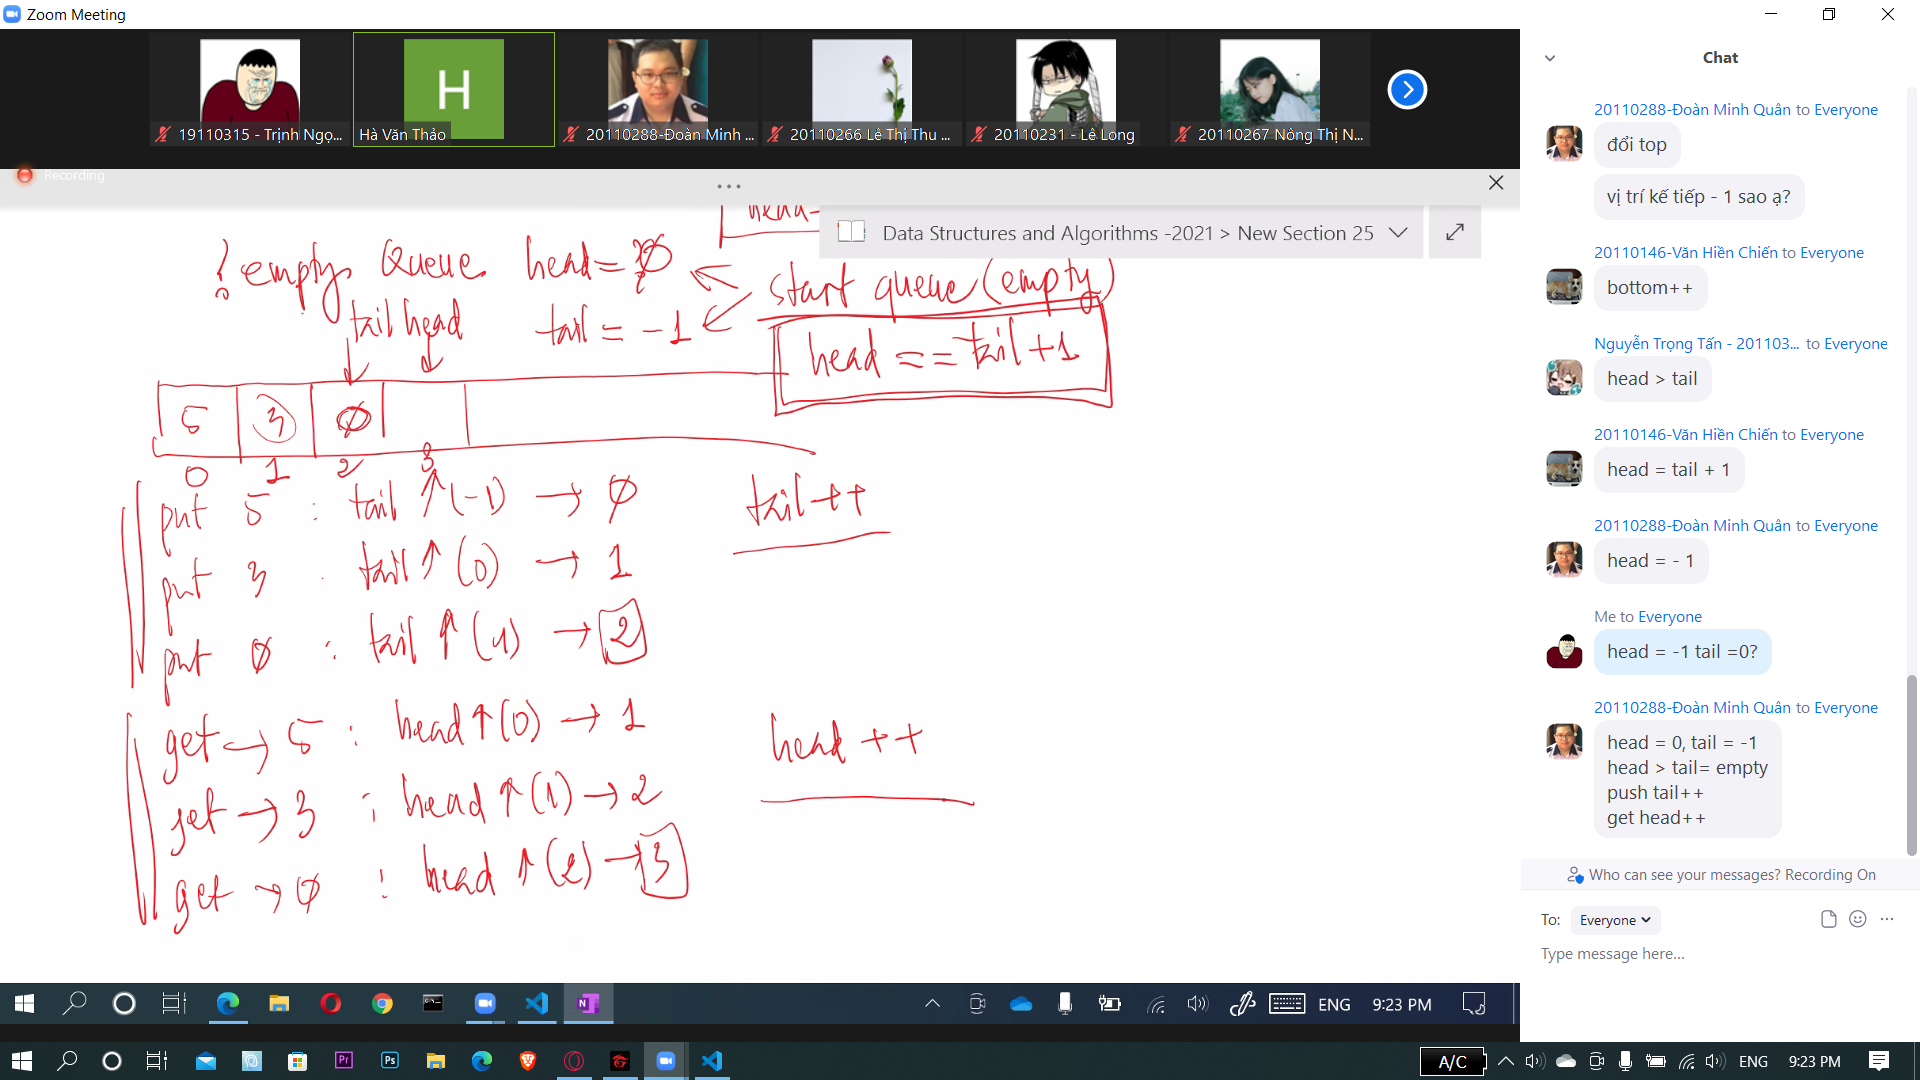 Zoom Meeting
19110315 - Trịnh Ngọ...
H
Hà Văn Thảo
20110288-Đoàn Minh ...
20110266 Lê Thị Thu ...
20110231 - Lê Long
20110267 Nông Thị N...
Recording
head
Data Structures and Algorithms -2021 > New Section 25
empty Queue head = 0
start queue (empty)
tail head tail = -1
head == tail + 1
5 3 0
0 1 2 3
put 5 : tail ↑ (-1) → 0
tail ++
put 3 tail ↑ (0) → 1
put 0 : tail ↑ (1) → 2
get → 5 : head ↑ (0) → 1
head ++
get → 3 : head ↑ (1) → 2
get → 0 : head ↑ (2) → 3
ENG 9:23 PM
Chat
20110288-Đoàn Minh Quân to Everyone
đổi top
vị trí kế tiếp - 1 sao ạ?
20110146-Văn Hiền Chiến to Everyone
bottom++
Nguyễn Trọng Tấn - 201103... to Everyone
head > tail
20110146-Văn Hiền Chiến to Everyone
head = tail + 1
20110288-Đoàn Minh Quân to Everyone
head = - 1
Me to Everyone
head = -1 tail =0?
20110288-Đoàn Minh Quân to Everyone
head = 0, tail = -1
head > tail= empty
push tail++
get head++
Who can see your messages? Recording On
To: Everyone
Type message here...
Pr Ps
A/C ENG 9:23 PM